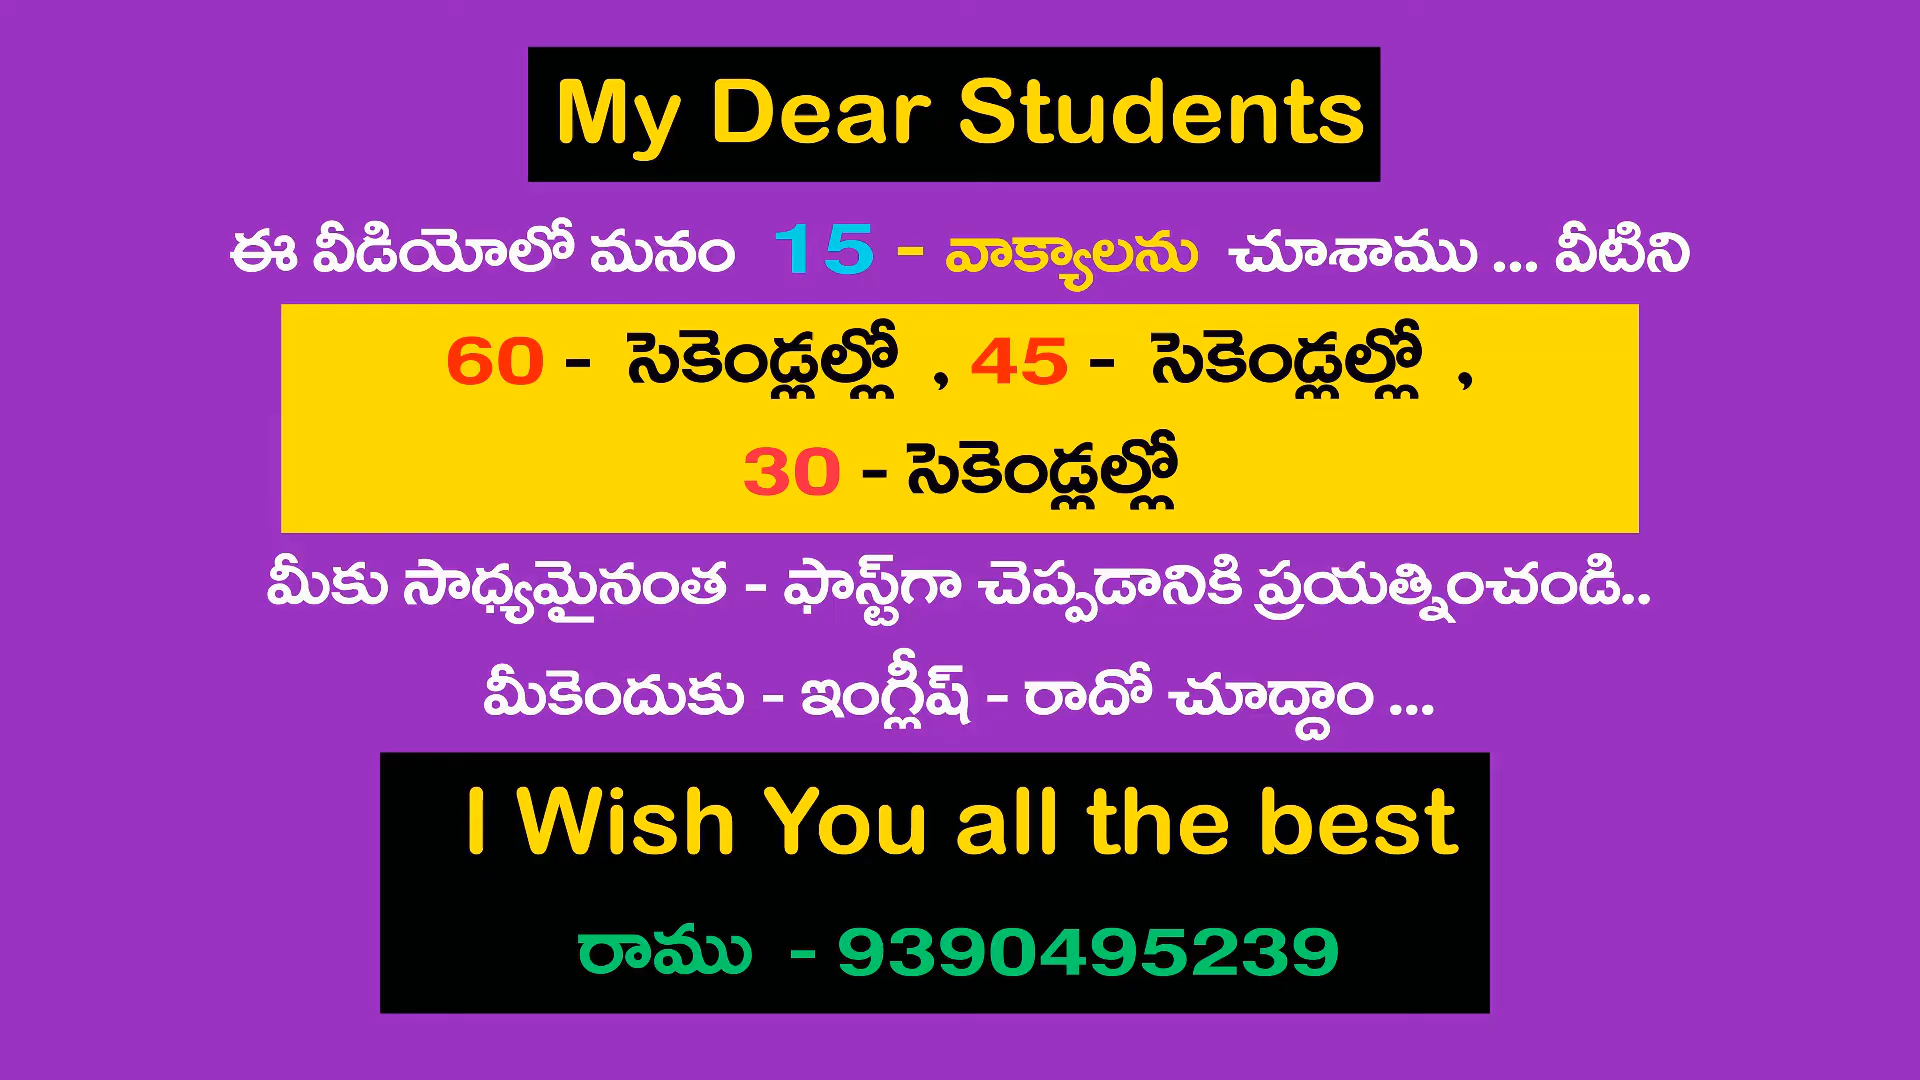 My Dear Students
ఈ వీడియోలో మనం 15 - వాక్యాలను చూశాము ... వీటిని
60 - సెకెండ్లల్లో , 45 - సెకెండ్లల్లో ,
30 - సెకెండ్లల్లో
మీకు సాధ్యమైనంత - ఫాస్ట్‌గా చెప్పడానికి ప్రయత్నించండి..
మీకెందుకు - ఇంగ్లీష్ - రాదో చూద్దాం ...
I Wish You all the best
రాము - 9390495239